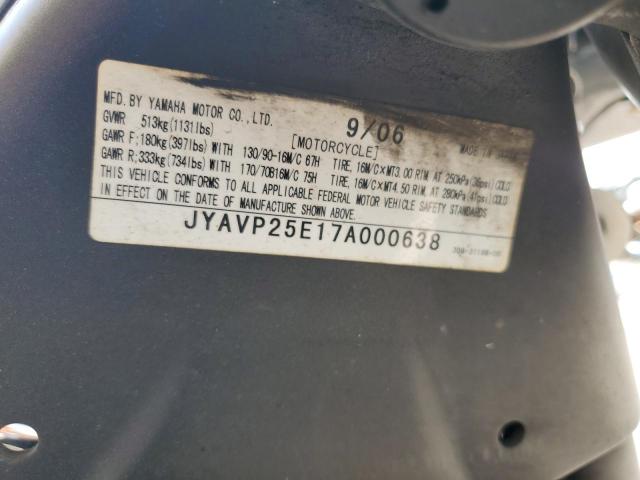 MFD. BY YAMAHA MOTOR CO.,LTD. 9/06 MADE IN JAPAN
GVWR 513kg(1131lbs) [MOTORCYCLE]
GAWR F;180kg(397lbs)WITH 130/90-16M/C 67H TIRE,16M/C×MT3.00 RIM AT 250kPa(36psi)COLD
GAWR R;333kg(734lbs)WITH 170/70B16M/C 75H TIRE,16M/C×MT4.50 RIM AT 280kPa(41psi)COLD
THIS VEHICLE CONFORMS TO ALL APPLICABLE FEDERAL MOTOR VEHICLE SAFETY STANDARDS
IN EFFECT ON THE DATE OF MANUFACTURE SHOWN ABOVE.
JYAVP25E17A000638